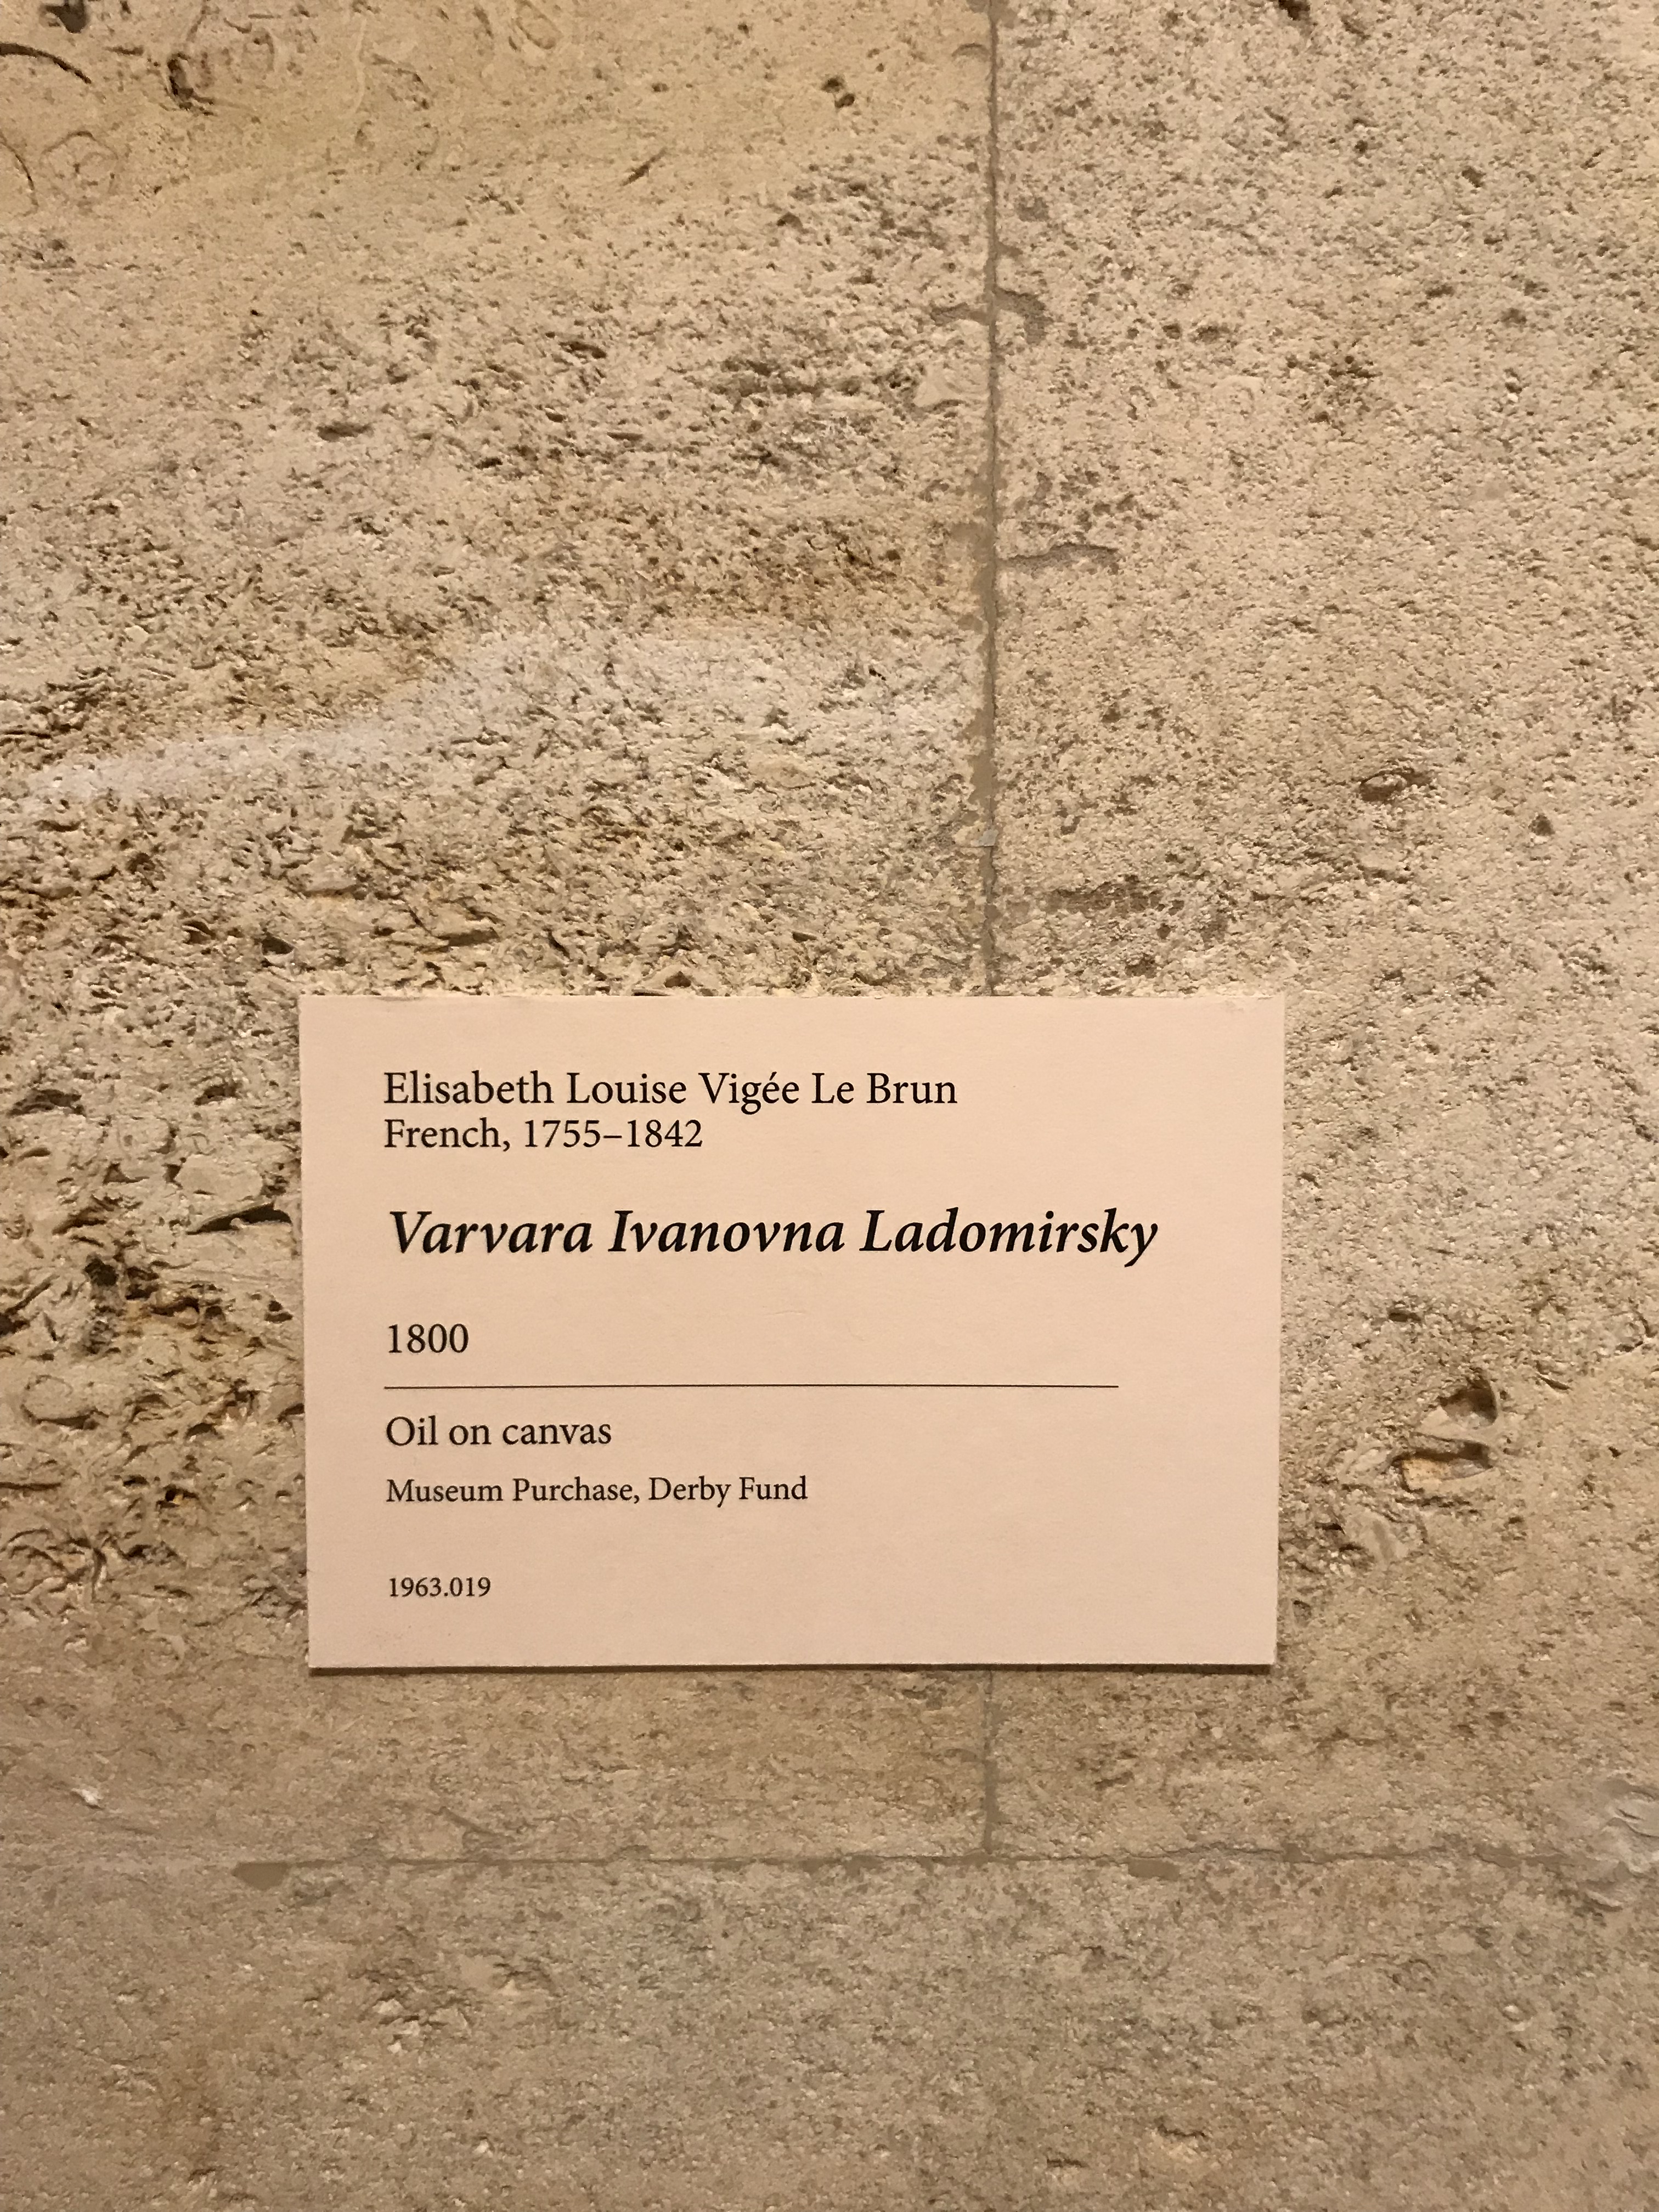 Elisabeth Louise Vigée Le Brun
French, 1755–1842
Varvara Ivanovna Ladomirsky
1800
Oil on canvas
Museum Purchase, Derby Fund
1963.019